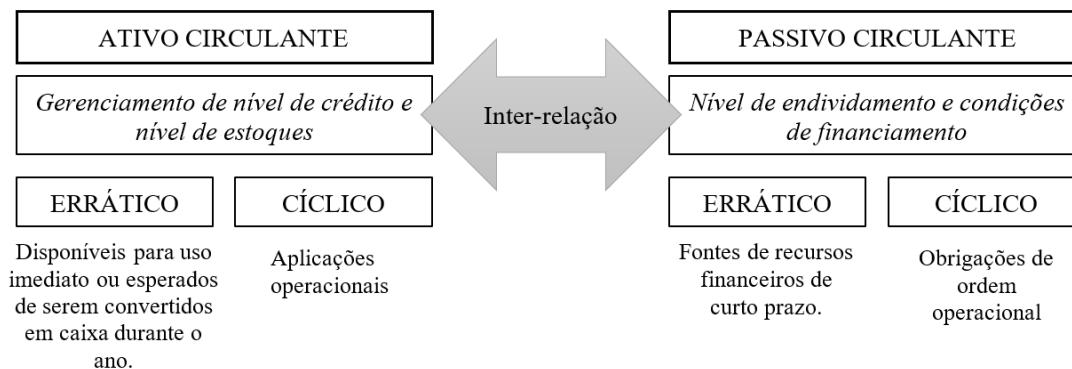 ATIVO CIRCULANTE
Gerenciamento de nível de crédito e
nível de estoques
ERRÁTICO
Disponíveis para uso
imediato ou esperados
de serem convertidos
em caixa durante o
ano.
CÍCLICO
Aplicações
operacionais
Inter-relação
PASSIVO CIRCULANTE
Nível de endividamento e condições
de financiamento
ERRÁTICO
Fontes de recursos
financeiros de
curto prazo.
CÍCLICO
Obrigações de
ordem
operacional